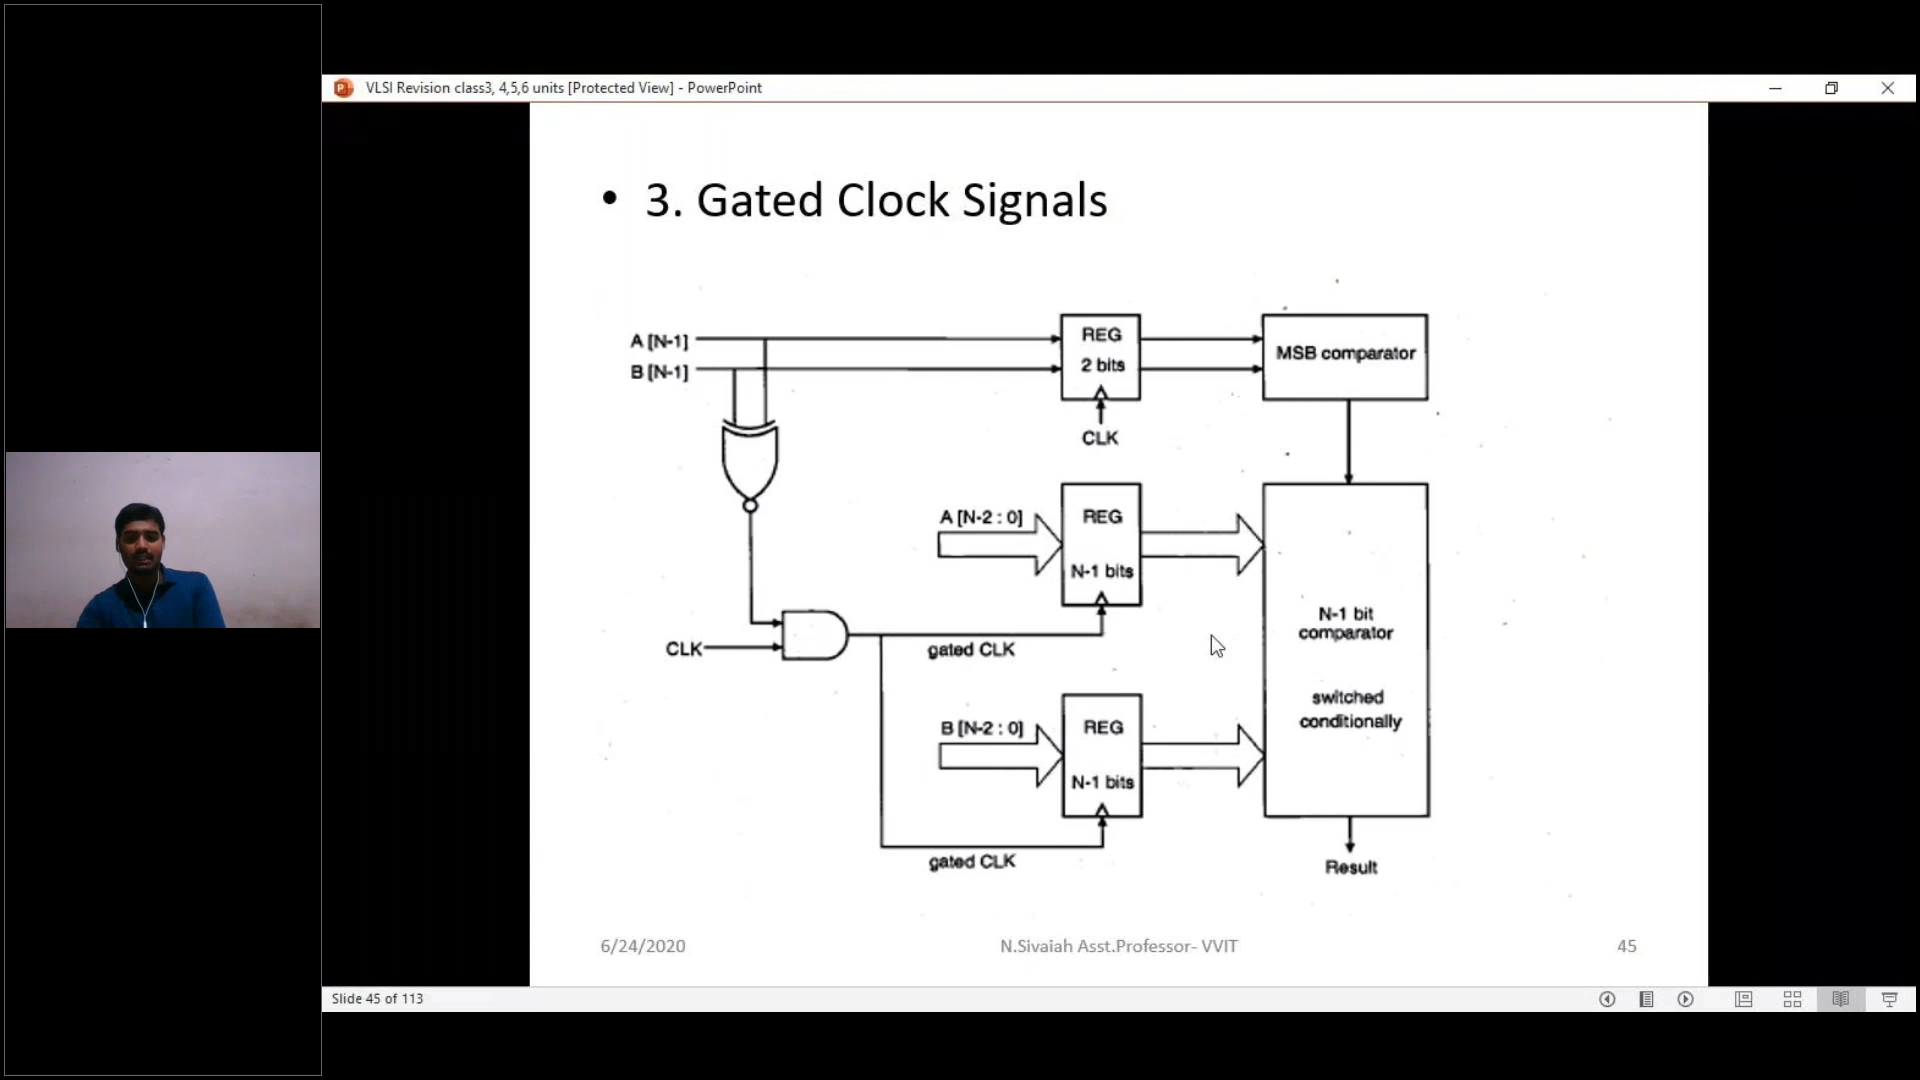 VLSI Revision class3, 4,5,6 units [Protected View] - PowerPoint
• 3. Gated Clock Signals
A [N-1]
B [N-1]
REG
2 bits
MSB comparator
CLK
A [N-2 : 0]
REG
N-1 bits
N-1 bit
comparator
switched
conditionally
CLK
gated CLK
B [N-2 : 0]
REG
N-1 bits
gated CLK
Result
6/24/2020
N.Sivaiah Asst.Professor- VVIT
45
Slide 45 of 113